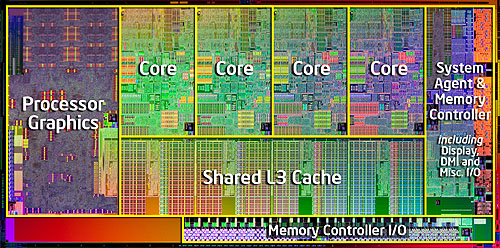 Processor
Graphics
Core
Core
Core
Core
System
Agent &
Memory
Controller
Including
Display,
DMI and
Misc. I/O
Shared L3 Cache
Memory Controller I/O